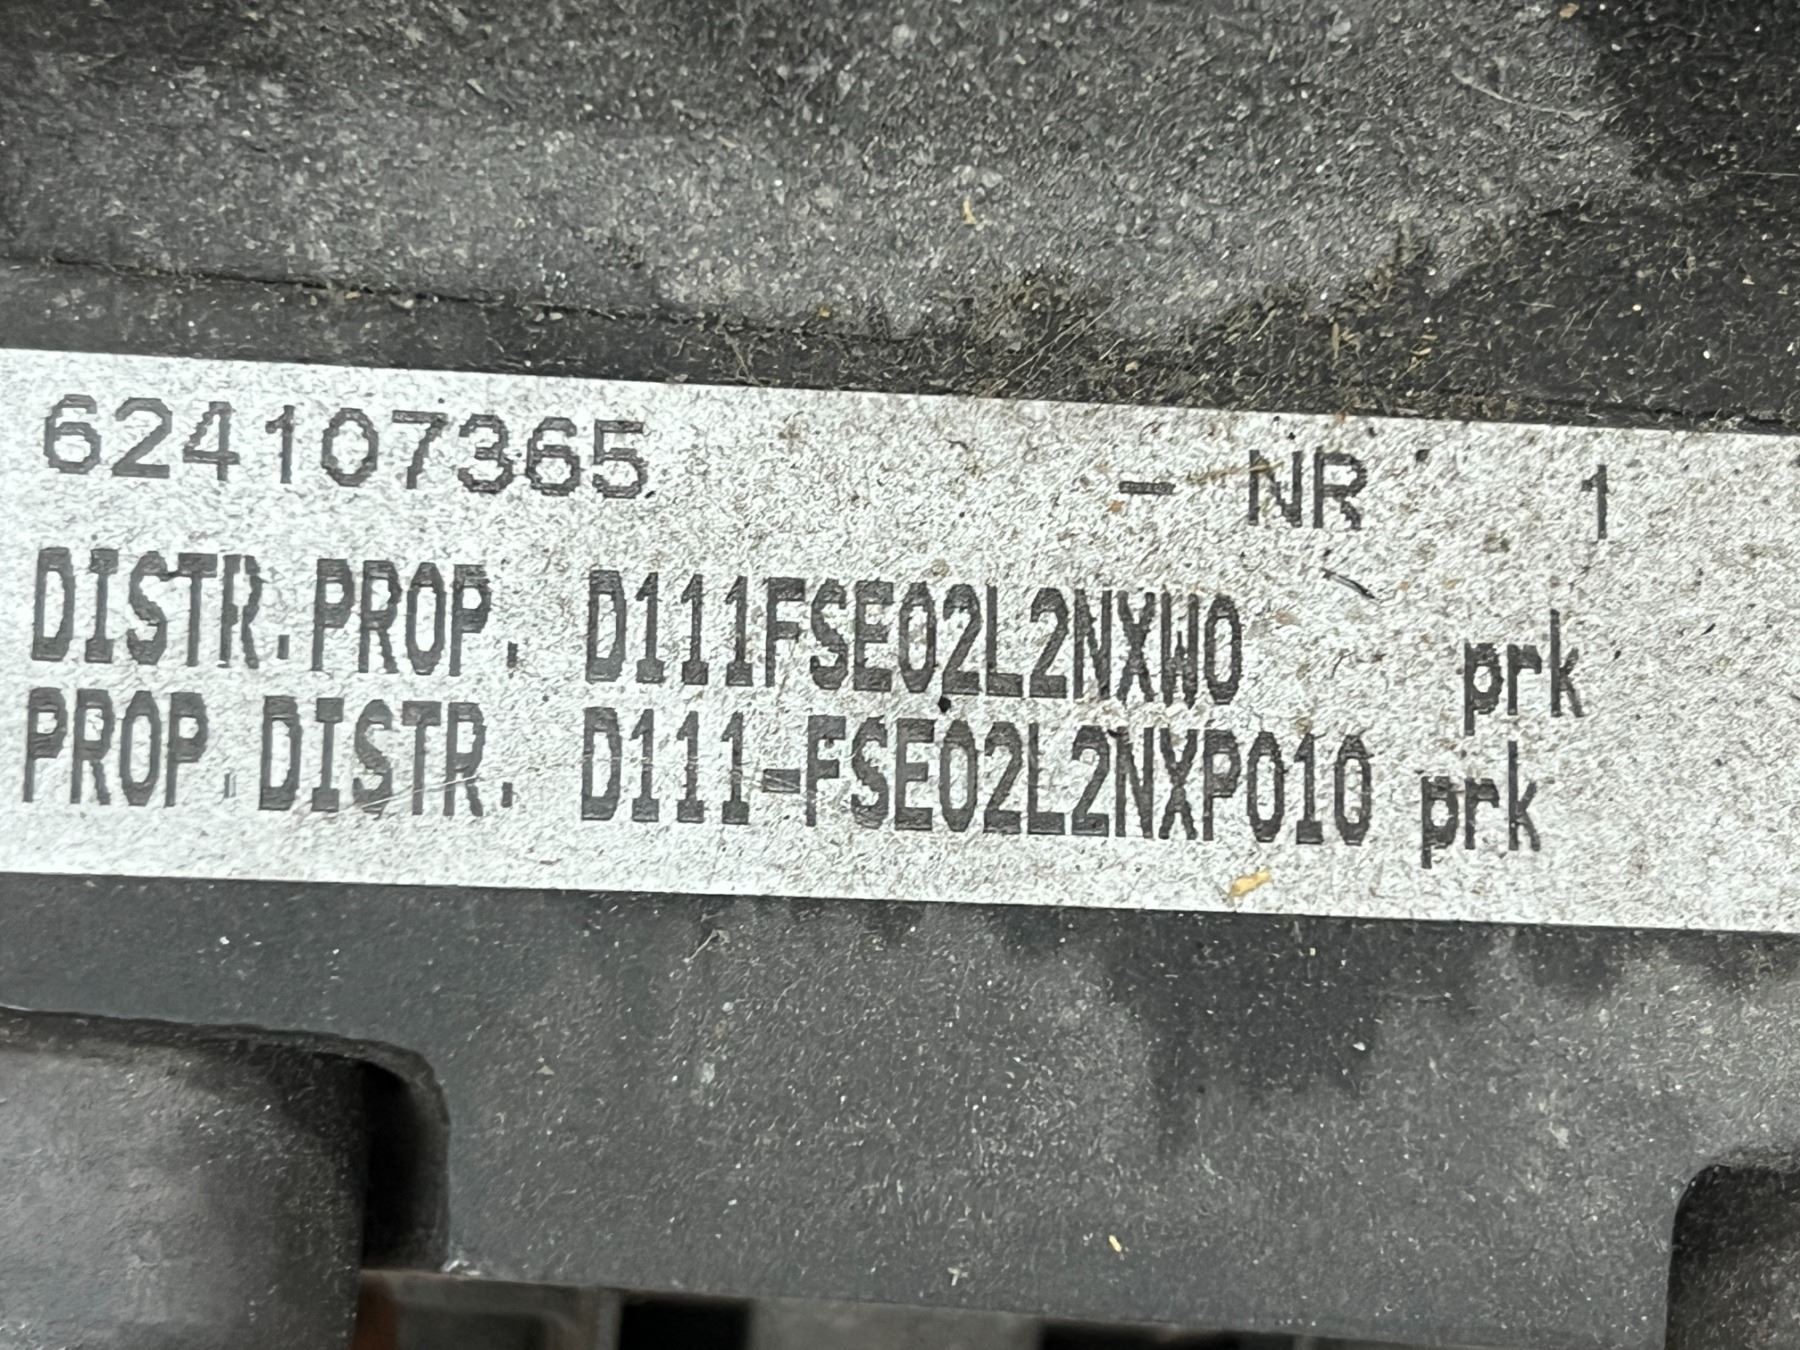 624107365 - NR 1
DISTR.PROP. D111FSE02L2NXW0 prk
PROP.DISTR. D111-FSE02L2NXP010 prk